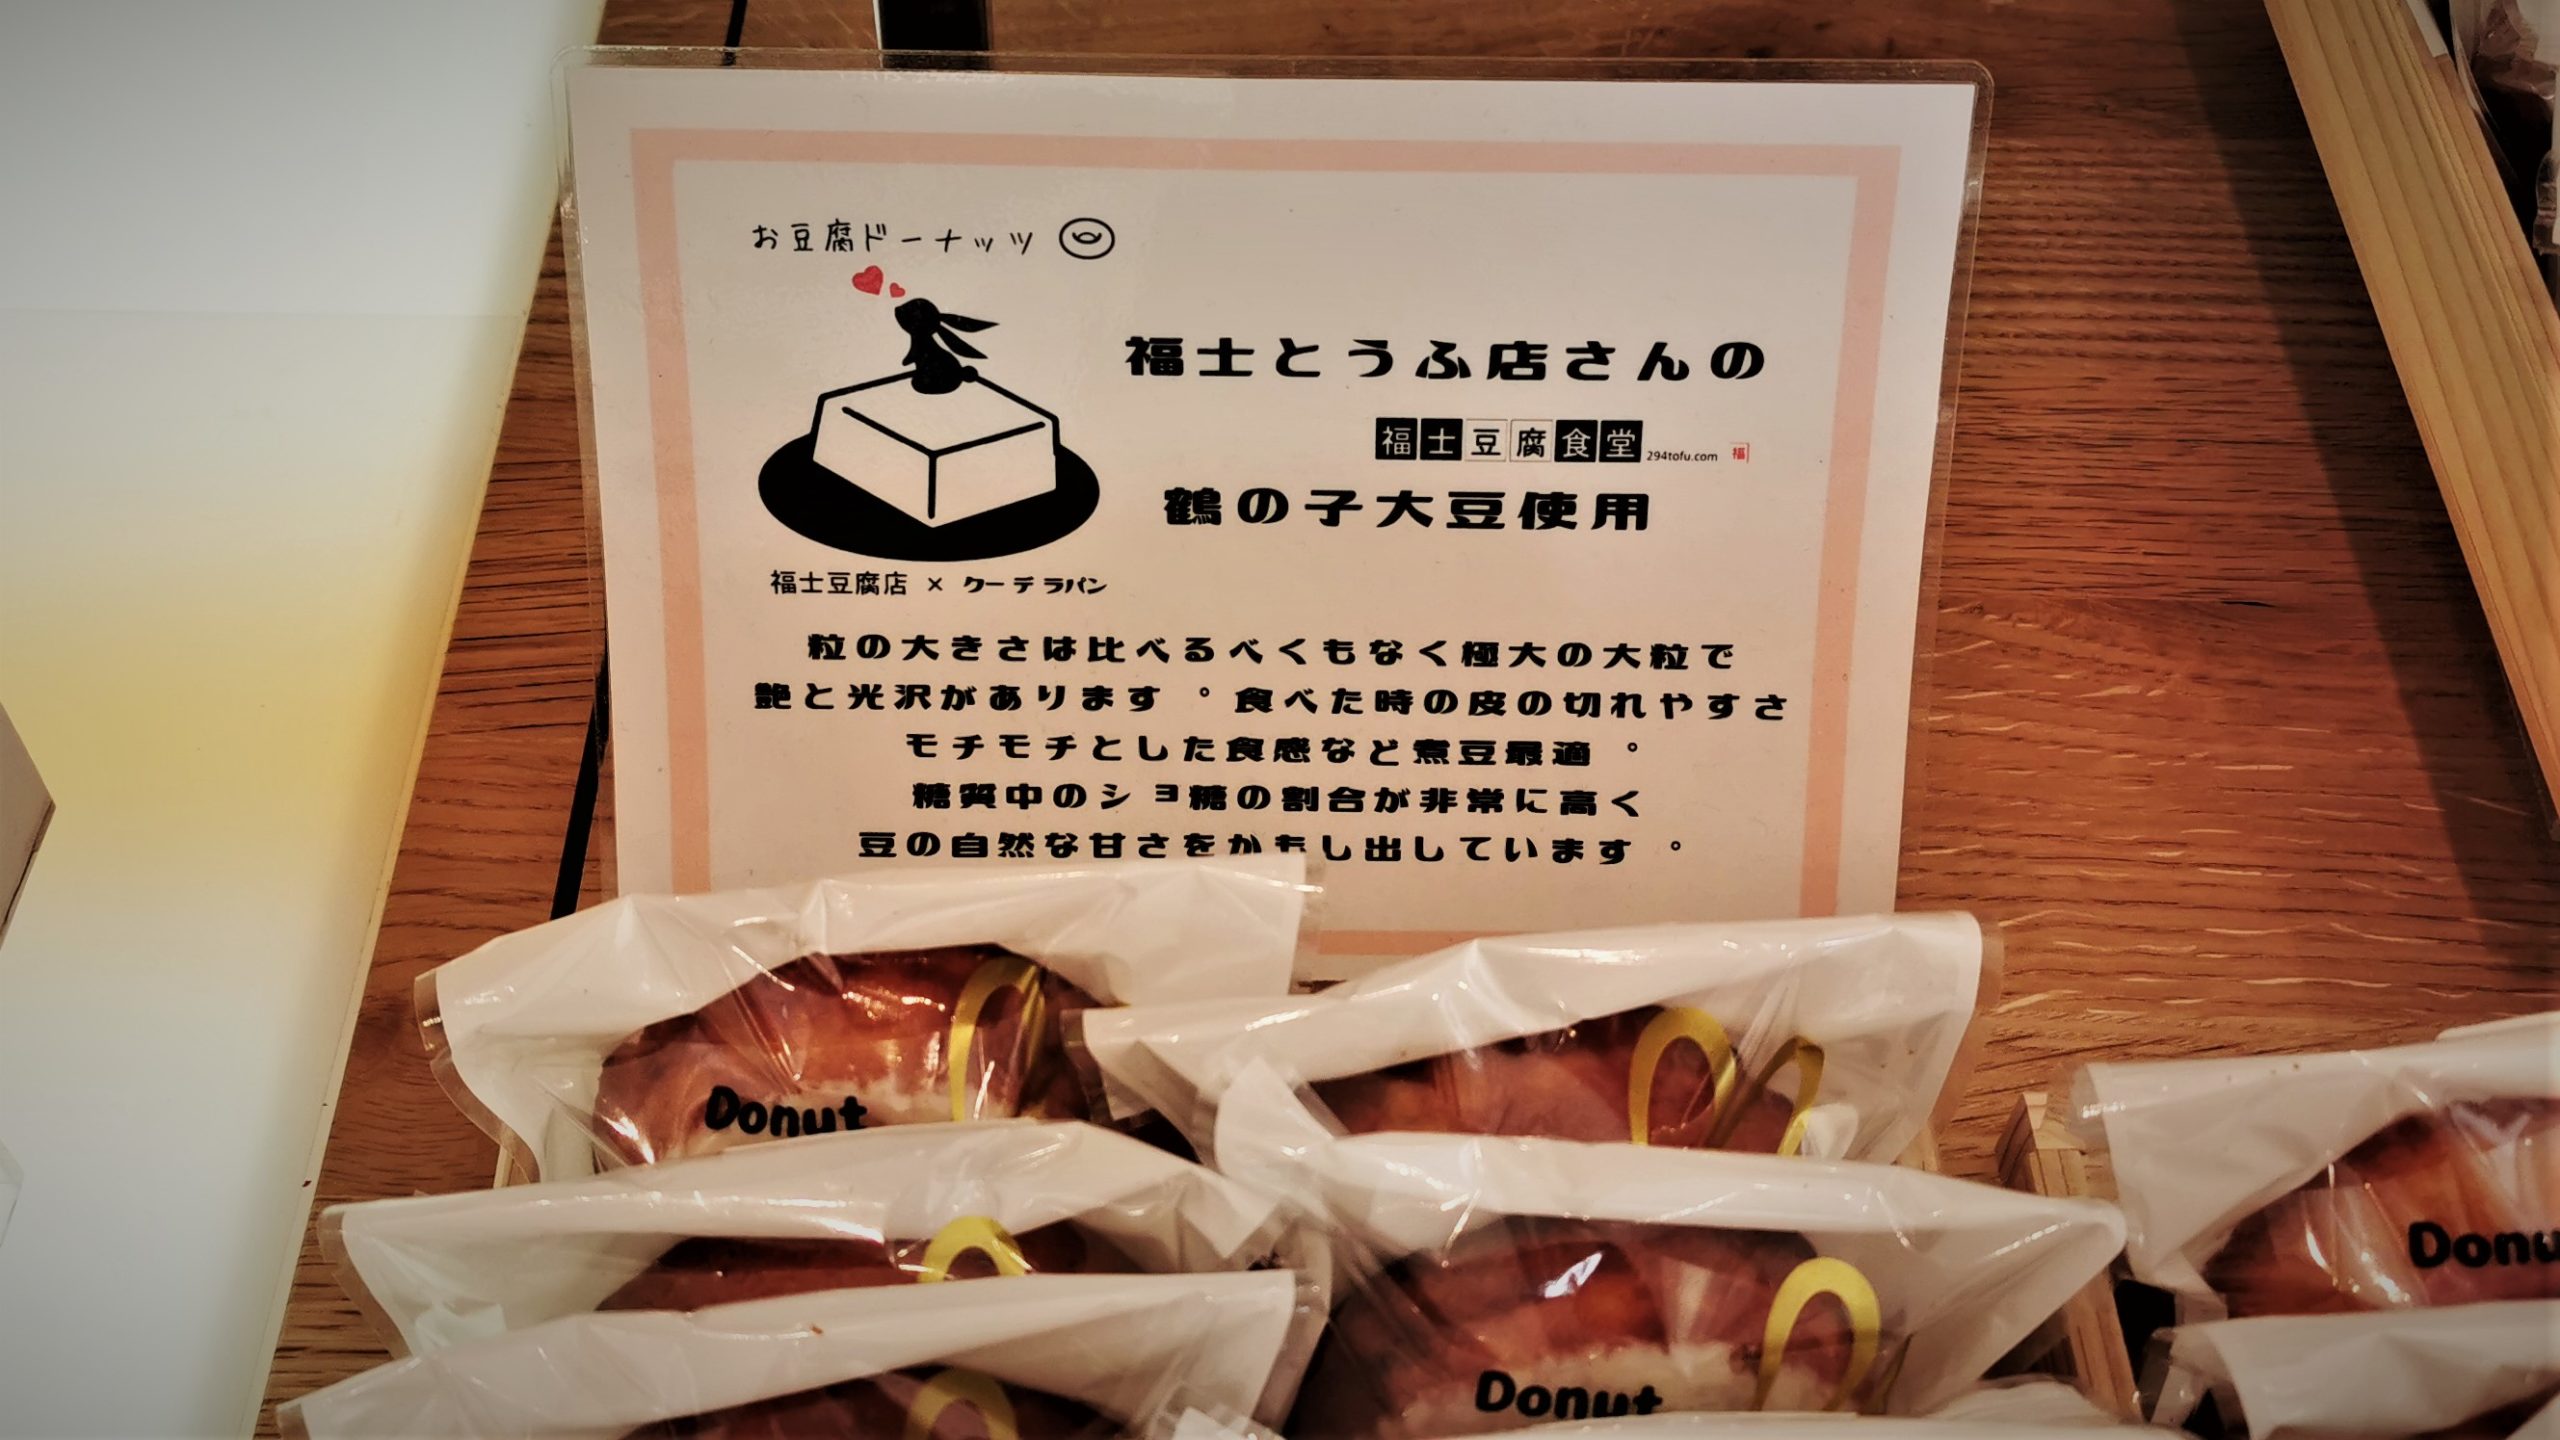 お豆腐ドーナッツ
福士とうふ店さんの
福士豆腐食堂 294tofu.com 福
鶴の子大豆使用
福士豆腐店 × クーデラパン
粒の大きさは比べるべくもなく極大の大粒で
艶と光沢があります。食べた時の皮の切れやすさ
モチモチとした食感など煮豆最適。
糖質中のショ糖の割合が非常に高く
豆の自然な甘さをかもし出しています。
Donut
Donut
Donu